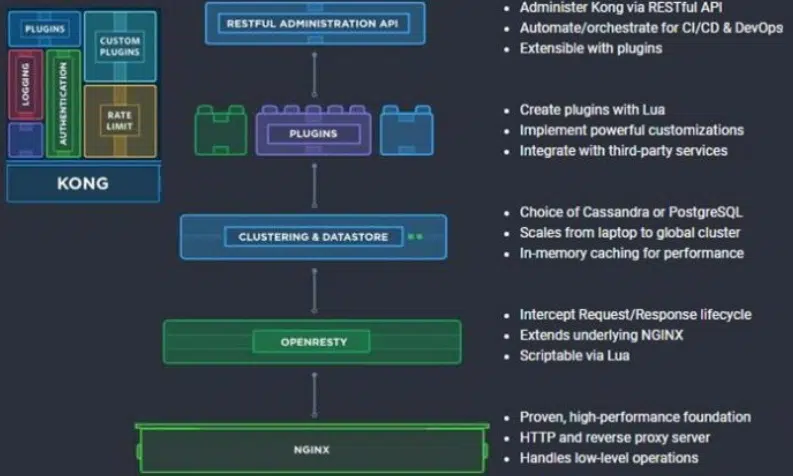 PLUGINS
CUSTOM
PLUGINS
LOGGING
AUTHENTICATION
RATE
LIMIT
KONG
RESTFUL ADMINISTRATION API
• Administer Kong via RESTful API
• Automate/orchestrate for CI/CD & DevOps
• Extensible with plugins
PLUGINS
• Create plugins with Lua
• Implement powerful customizations
• Integrate with third-party services
CLUSTERING & DATASTORE
• Choice of Cassandra or PostgreSQL
• Scales from laptop to global cluster
• In-memory caching for performance
OPENRESTY
• Intercept Request/Response lifecycle
• Extends underlying NGINX
• Scriptable via Lua
NGINX
• Proven, high-performance foundation
• HTTP and reverse proxy server
• Handles low-level operations